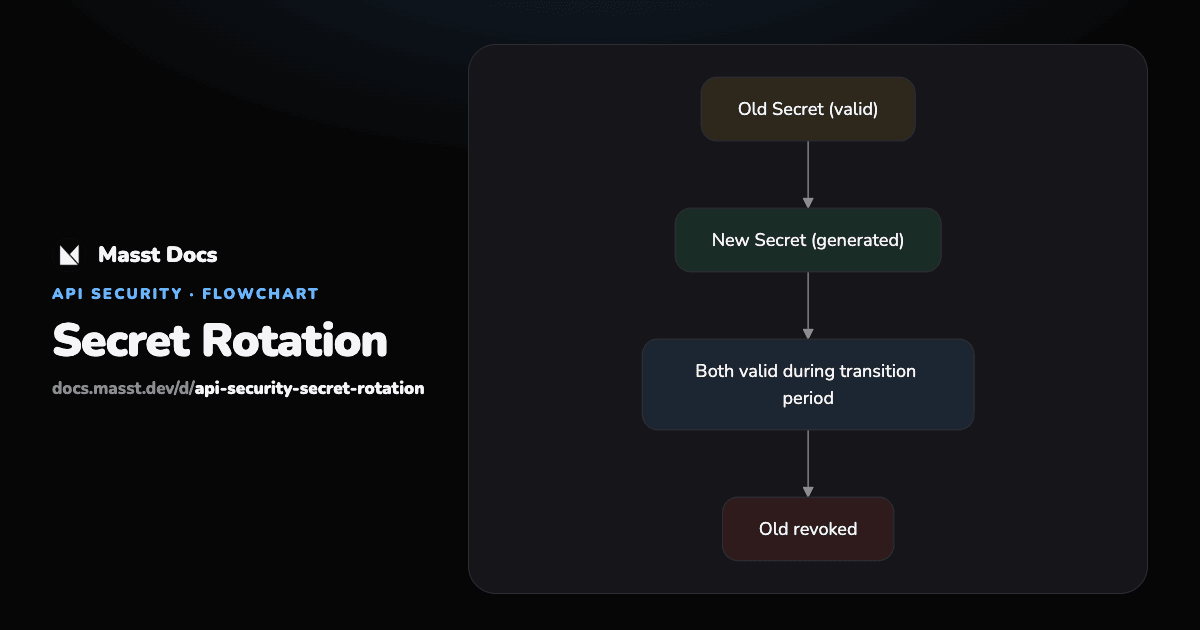 Masst Docs
API SECURITY · FLOWCHART
Secret Rotation
docs.masst.dev/d/api-security-secret-rotation
Old Secret (valid)
New Secret (generated)
Both valid during transition
period
Old revoked